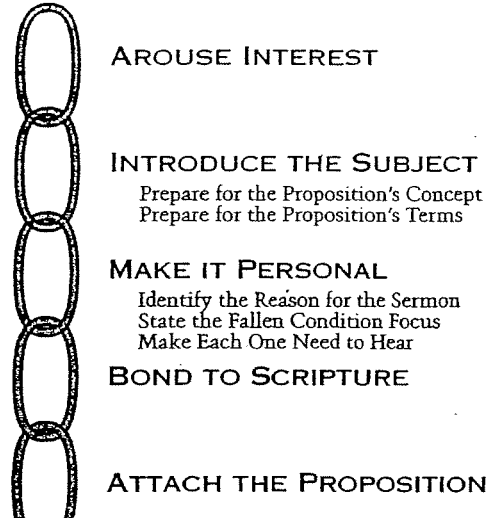 AROUSE INTEREST
INTRODUCE THE SUBJECT
Prepare for the Proposition's Concept
Prepare for the Proposition's Terms
MAKE IT PERSONAL
Identify the Reason for the Sermon
State the Fallen Condition Focus
Make Each One Need to Hear
BOND TO SCRIPTURE
ATTACH THE PROPOSITION